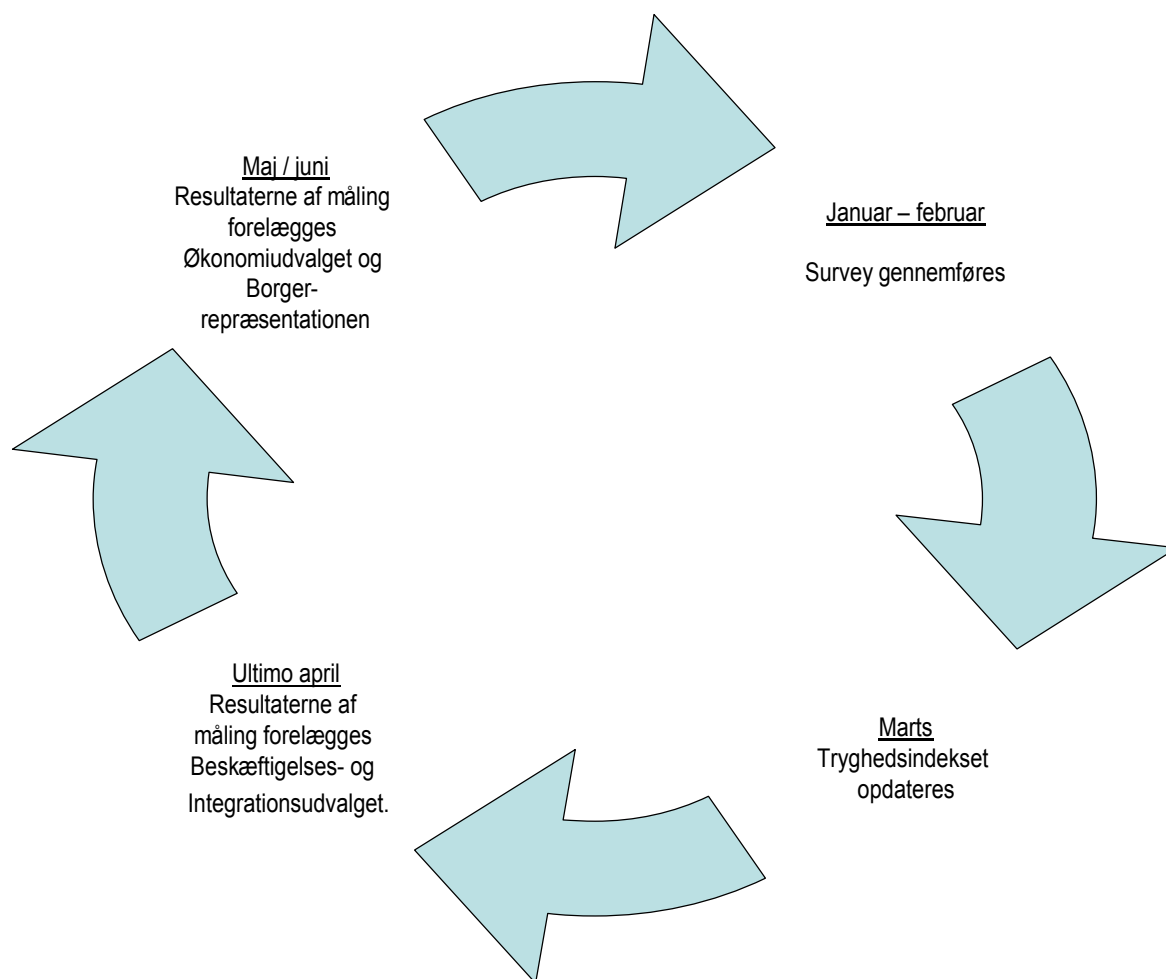 Maj / juni
Resultaterne af måling
forelægges
Økonomiudvalget og
Borger-
repræsentationen
Januar – februar
Survey gennemføres
Marts
Tryghedsindekset
opdateres
Ultimo april
Resultaterne af
måling forelægges
Beskæftigelses- og
Integrationsudvalget.